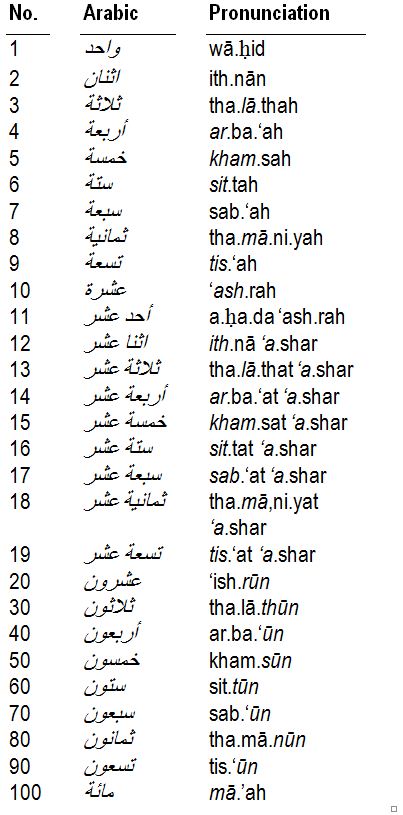 No. Arabic Pronunciation
1 واحد wā.ḥid
2 اثنان ith.nān
3 ثلاثة tha.lā.thah
4 أربعة ar.ba.‘ah
5 خمسة kham.sah
6 ستة sit.tah
7 سبعة sab.‘ah
8 ثمانية tha.mā.ni.yah
9 تسعة tis.‘ah
10 عشرة ‘ash.rah
11 أحد عشر a.ḥa.da ‘ash.rah
12 اثنا عشر ith.nā ‘a.shar
13 ثلاثة عشر tha.lā.that ‘a.shar
14 أربعة عشر ar.ba.‘at ‘a.shar
15 خمسة عشر kham.sat ‘a.shar
16 ستة عشر sit.tat ‘a.shar
17 سبعة عشر sab.‘at ‘a.shar
18 ثمانية عشر tha.mā,ni.yat
‘a.shar
19 تسعة عشر tis.‘at ‘a.shar
20 عشرون ‘ish.rūn
30 ثلاثون tha.lā.thūn
40 أربعون ar.ba.‘ūn
50 خمسون kham.sūn
60 ستون sit.tūn
70 سبعون sab.‘ūn
80 ثمانون tha.mā.nūn
90 تسعون tis.‘ūn
100 مائة mā.’ah